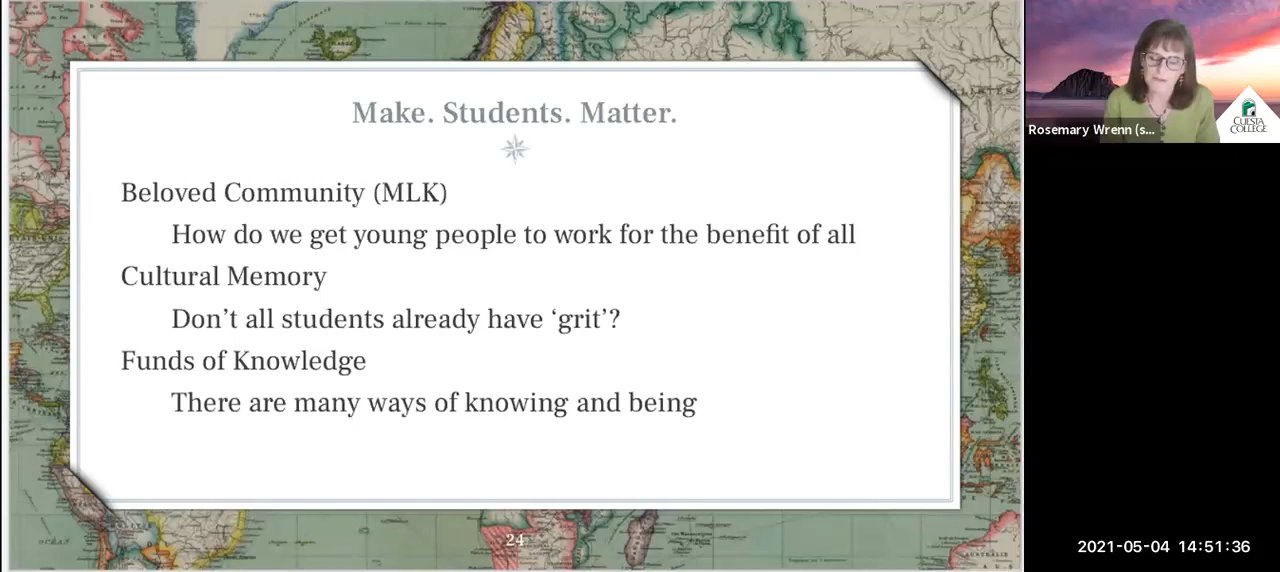 Make. Students. Matter.
Beloved Community (MLK)
How do we get young people to work for the benefit of all
Cultural Memory
Don’t all students already have ‘grit’?
Funds of Knowledge
There are many ways of knowing and being
24
Rosemary Wrenn (s...
CUESTA
COLLEGE
2021-05-04 14:51:36